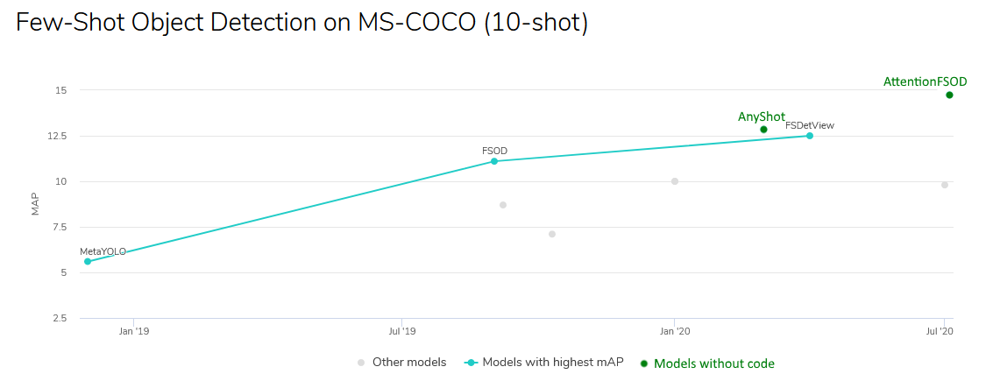 Few-Shot Object Detection on MS-COCO (10-shot)
AttentionFSOD
15
AnyShot
FSDetView
12.5
FSOD
10
MAP
7.5
MetaYOLO
5
2.5
Jan '19
Jul '19
Jan '20
Jul '20
Other models
Models with highest mAP
Models without code